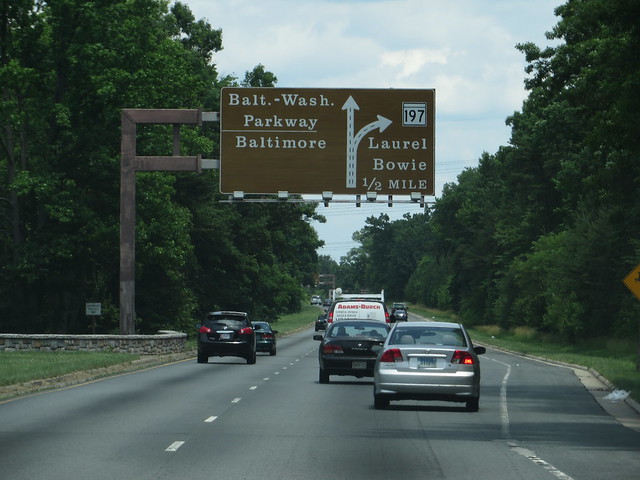 Balt.-Wash.
Parkway
Baltimore
197
Laurel
Bowie
1/2 MILE
ADAMS-BURCH